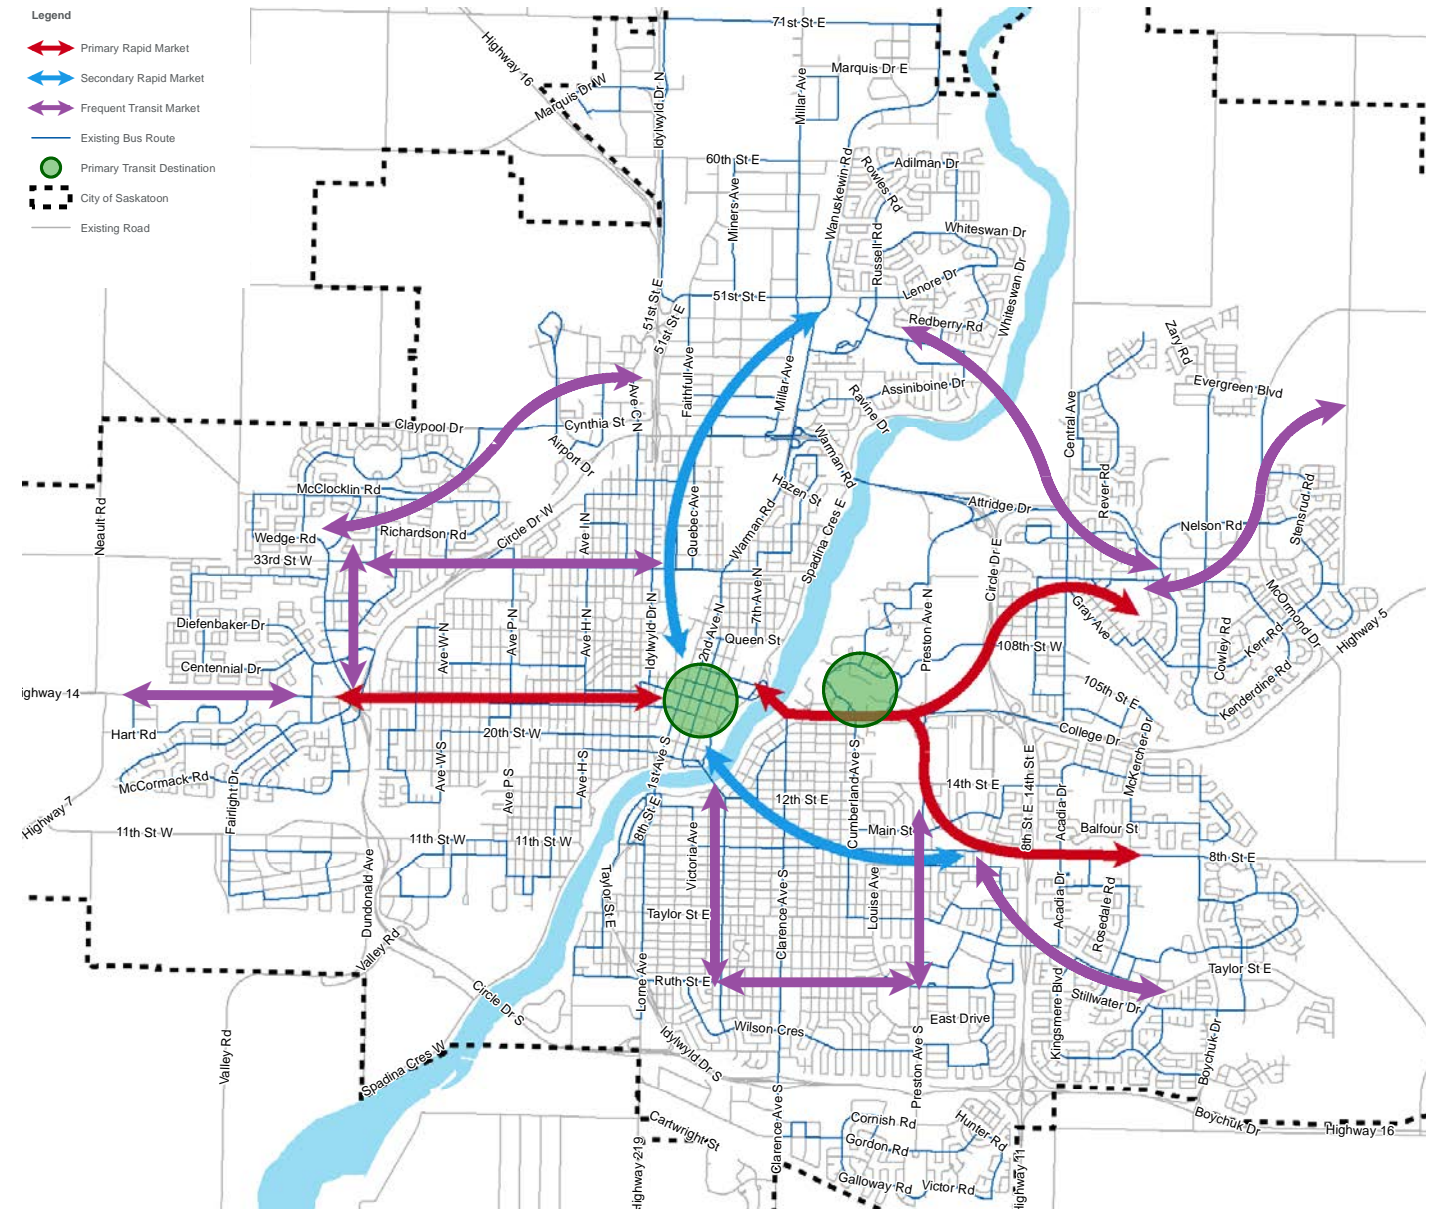 Legend
Primary Rapid Market
Secondary Rapid Market
Frequent Transit Market
Existing Bus Route
Primary Transit Destination
City of Saskatoon
Existing Road
71st St E
Highway 16
Marquis Dr W
Idylwyld Dr N
Millar Ave
Marquis Dr E
60th St E
Miners Ave
Wanuskewin Rd
Rowles Rd
Adilman Dr
Russell Rd
Whiteswan Dr
Lenore Dr
Whiteswan Dr
51st St E
51st St E
51st St E
Redberry Rd
Zary Rd
Evergreen Blvd
Faithfull Ave
Millar Ave
Assiniboine Dr
Ravine Dr
Central Ave
Ave C N
Cynthia St
Airport Dr
Claypool Dr
Warman Rd
Hazen St
McClocklin Rd
Attridge Dr
Rever Rd
Nelson Rd
Stensrud Rd
Neault Rd
Wedge Rd
Richardson Rd
Circle Dr W
Ave I N
Quebec Ave
Warman Rd
Spadina Cres E
33rd St W
Circle Dr E
7th Ave N
Gray Ave
McOrmond Dr
Highway 5
Diefenbaker Dr
Ave W N
Ave P N
Ave H N
Idylwyld Dr N
2nd Ave N
Queen St
Preston Ave N
108th St W
Cowley Rd
Kerr Rd
Centennial Dr
Kenderdine Rd
105th St E
ighway 14
Hart Rd
20th St W
College Dr
McKercher Dr
McCormack Rd
Fairlight Dr
Ave W S
Ave P S
Ave H S
1st Ave S
8th St E
Cumberland Ave S
14th St E
14th St E
12th St E
Acadia Dr
Highway 7
11th St W
11th St W
11th St W
Main St
8th St E
Balfour St
8th St E
Victoria Ave
Dundonald Ave
Taylor St E
Clarence Ave S
Louise Ave
Acadia Dr
Rosedale Rd
Taylor St E
Valley Rd
Circle Dr S
Lorne Ave
Ruth St E
Taylor St E
Kingsmere Blvd
Stillwater Dr
East Drive
Wilson Cres
Valley Rd
Spadina Cres W
Idylwyld Dr S
Preston Ave S
Boychuk Dr
Clarence Ave S
Cartwright St
Cornish Rd
Hunter Rd
Boychuk Dr
Highway 16
Gordon Rd
Highway 219
Galloway Rd
Victor Rd
Highway 11